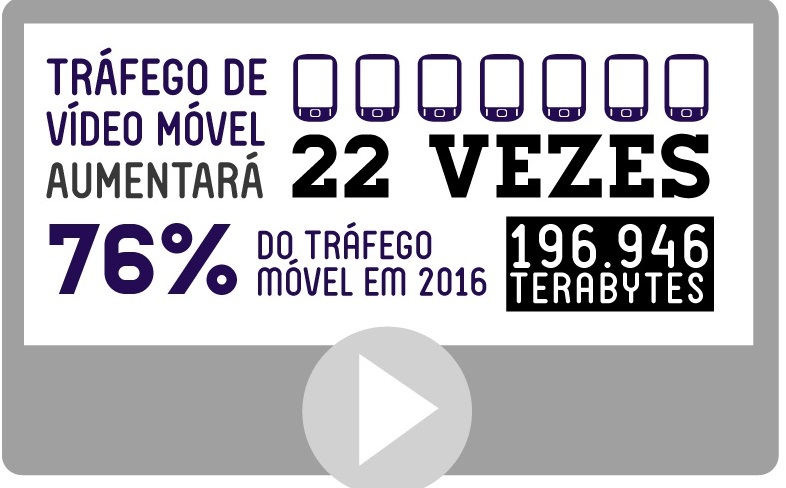 TRÁFEGO DE
VÍDEO MÓVEL
AUMENTARÁ
22 VEZES
76%
DO TRÁFEGO
MÓVEL EM 2016
196.946
TERABYTES